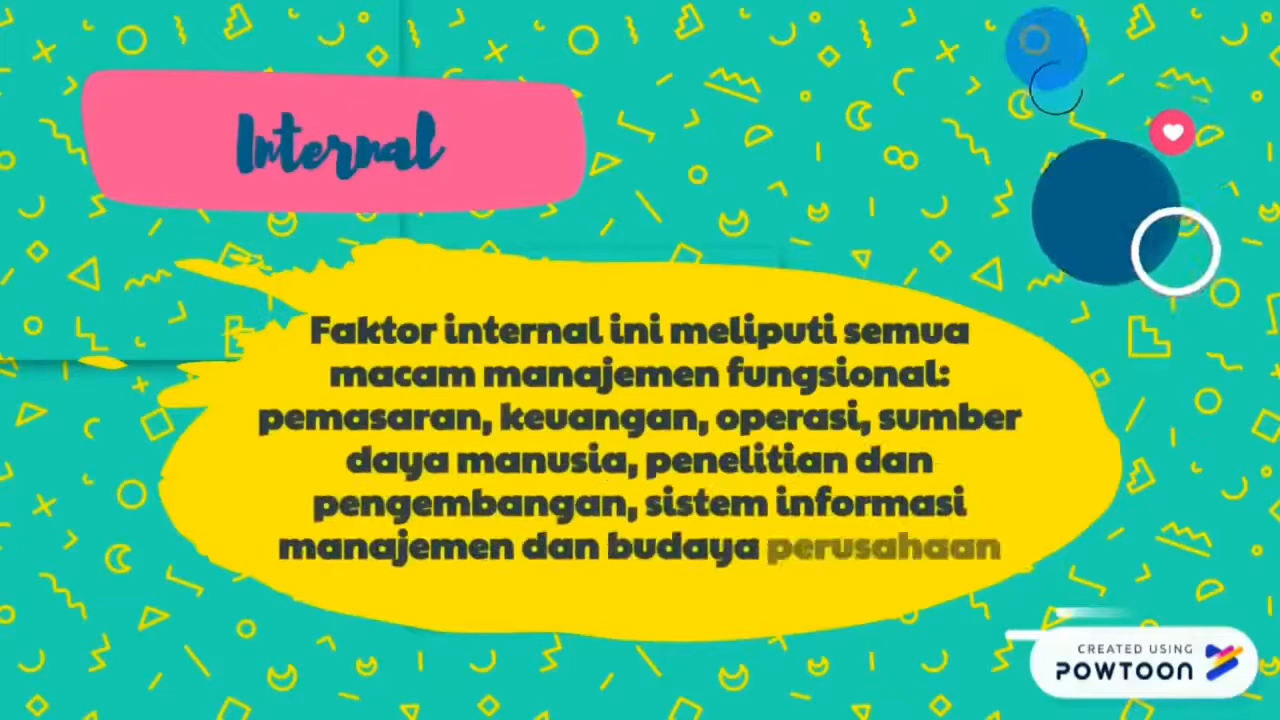 Internal
Faktor internal ini meliputi semua
macam manajemen fungsional:
pemasaran, keuangan, operasi, sumber
daya manusia, penelitian dan
pengembangan, sistem informasi
manajemen dan budaya perusahaan
CREATED USING
POWTOON